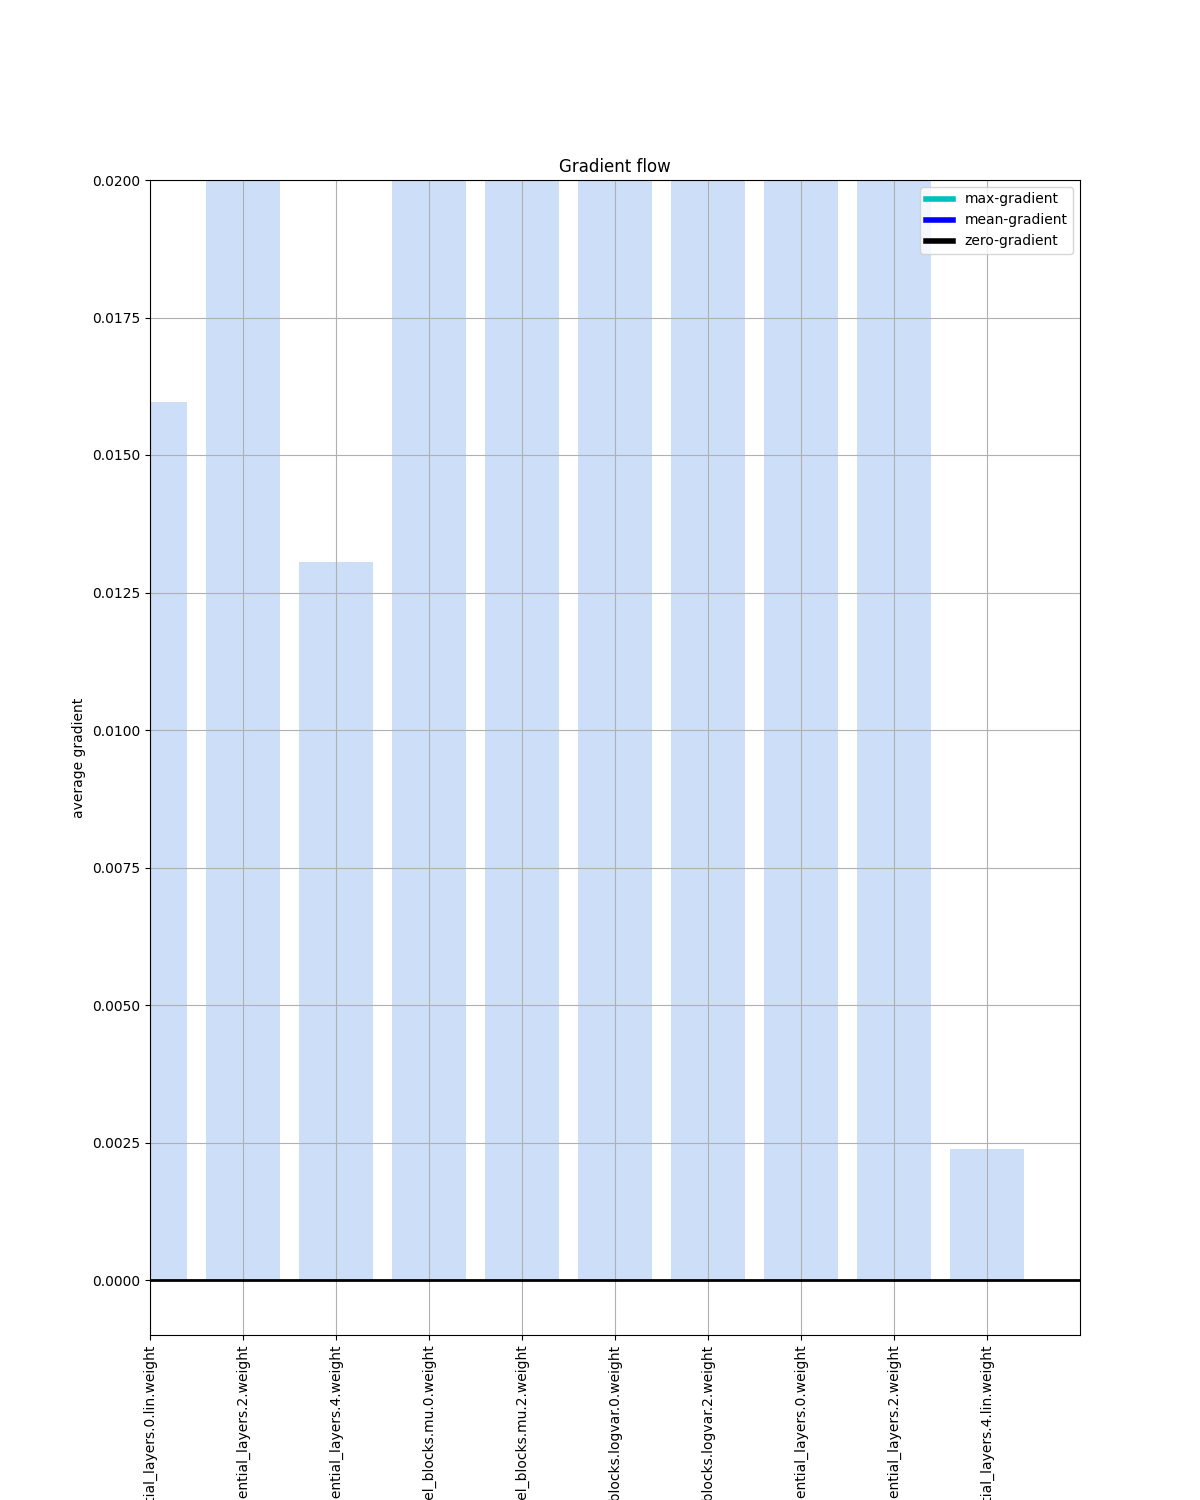 Gradient flow
max-gradient
mean-gradient
zero-gradient
0.0200
0.0175
0.0150
0.0125
0.0100
0.0075
0.0050
0.0025
0.0000
average gradient
tial_layers.0.lin.weight
ential_layers.2.weight
ential_layers.4.weight
el_blocks.mu.0.weight
el_blocks.mu.2.weight
blocks.logvar.0.weight
blocks.logvar.2.weight
ential_layers.0.weight
ential_layers.2.weight
tial_layers.4.lin.weight